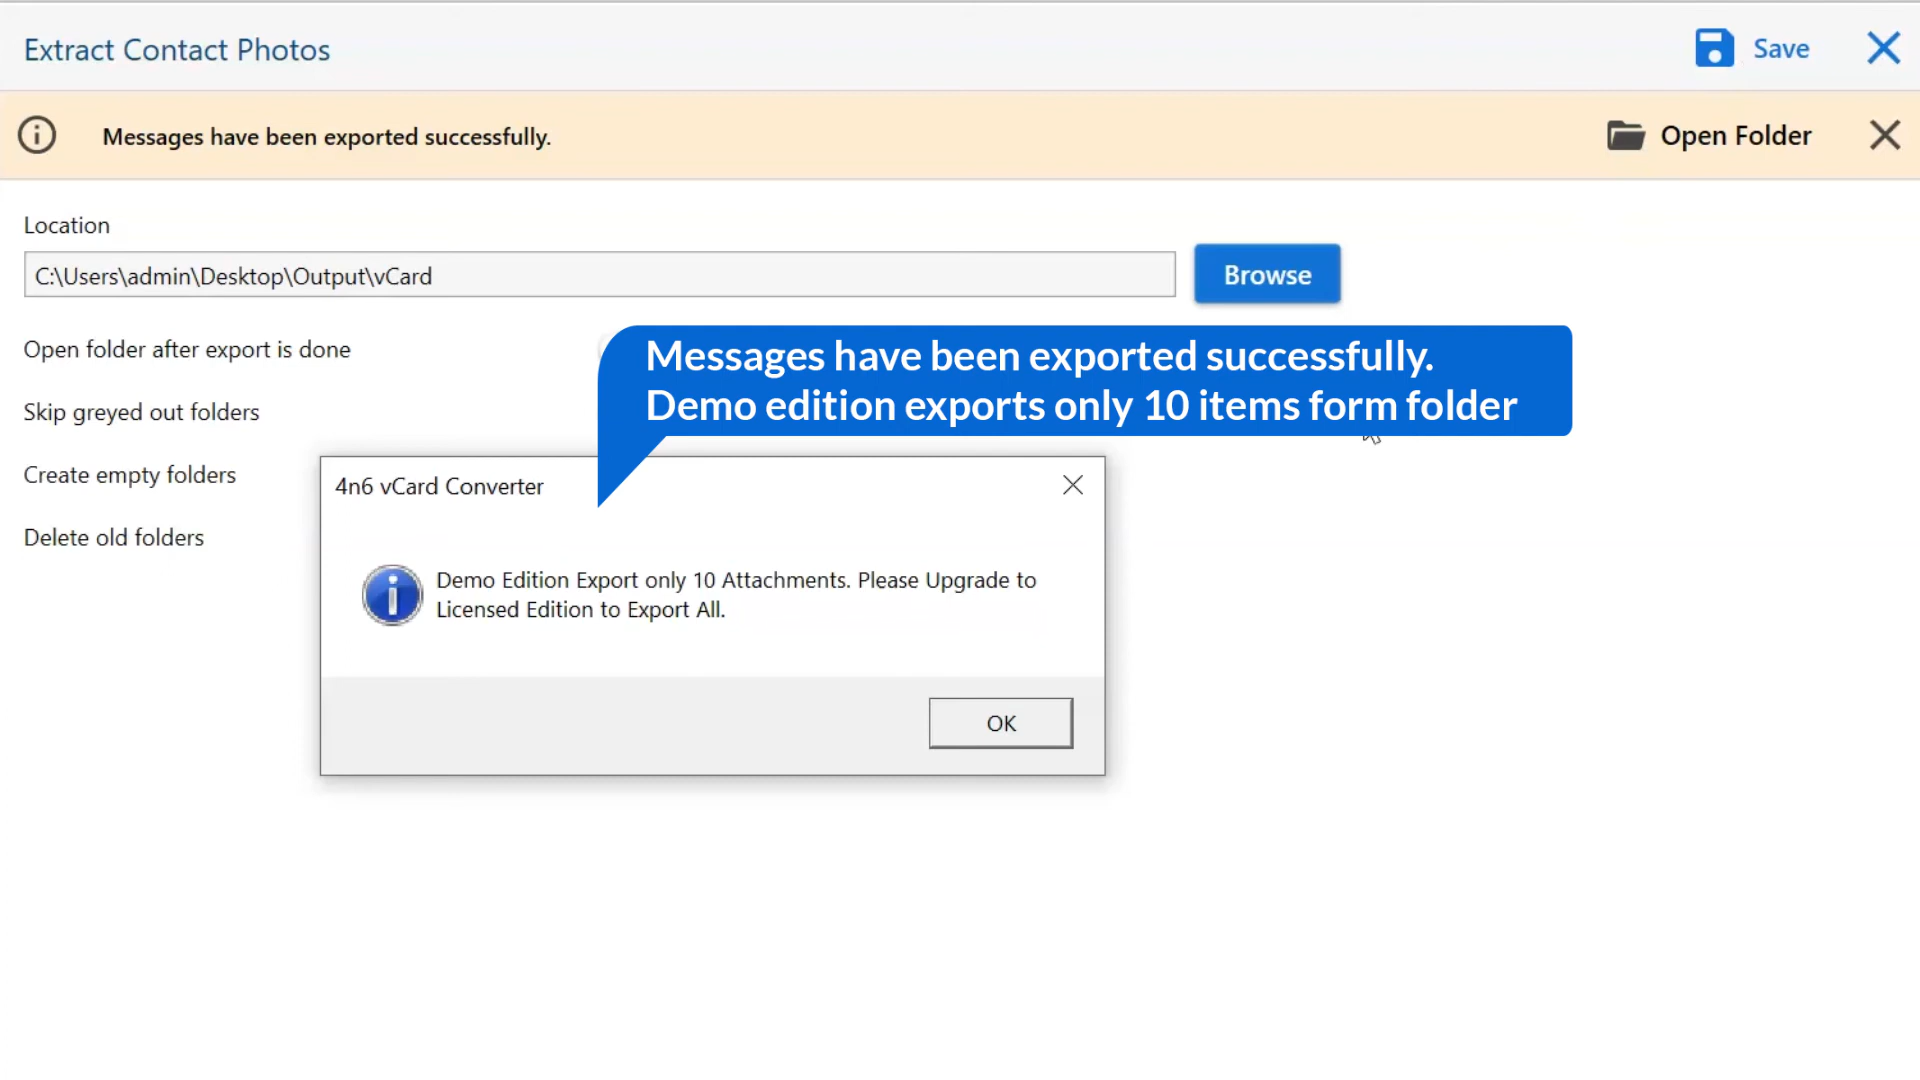 Extract Contact Photos
Save
Messages have been exported successfully.
Open Folder
Location
C:\Users\admin\Desktop\Output\vCard
Browse
Open folder after export is done
Messages have been exported successfully.
Demo edition exports only 10 items form folder
Skip greyed out folders
Create empty folders
Delete old folders
4n6 vCard Converter
Demo Edition Export only 10 Attachments. Please Upgrade to
Licensed Edition to Export All.
OK